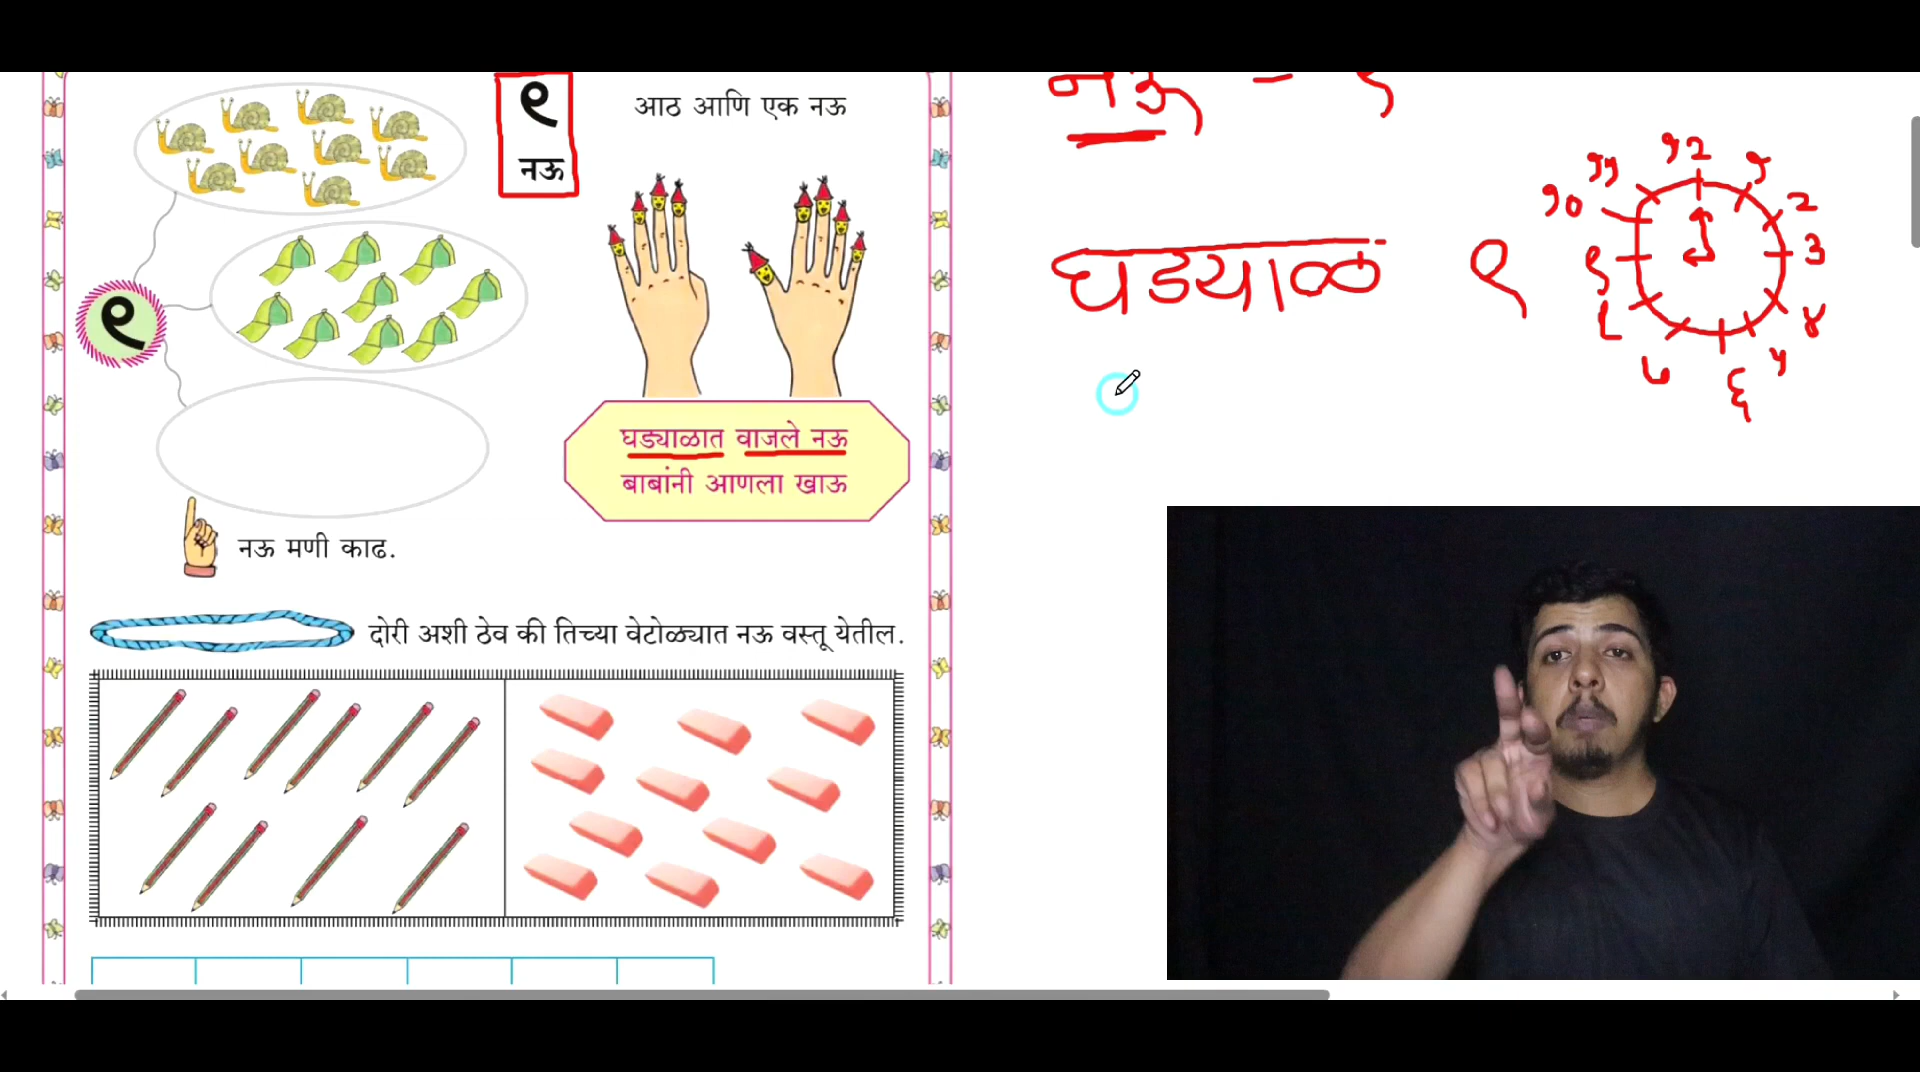 ९
नऊ
आठ आणि एक नऊ
९
घड्याळात वाजले नऊ
बाबांनी आणला खाऊ
नऊ मणी काढ.
दोरी अशी ठेव की तिच्या वेटोळ्यात नऊ वस्तू येतील.
नऊ - ९
घडयाळ ९
१२
१
२
३
४
५
६
७
८
९
१०
११